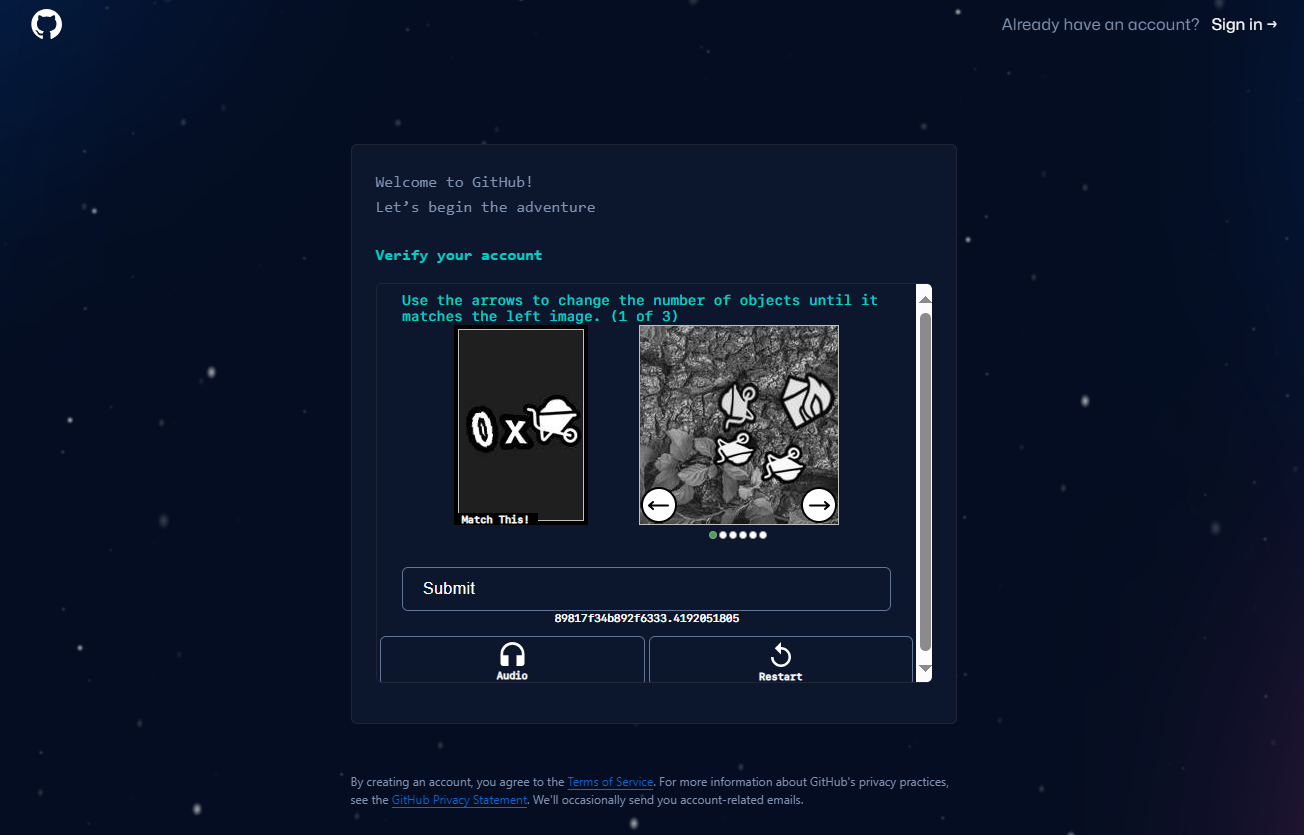 Already have an account? Sign in →
Welcome to GitHub!
Let's begin the adventure
Verify your account
Use the arrows to change the number of objects until it
matches the left image. (1 of 3)
0 x
Match This!
Submit
89817f34b892f6333.4192051805
Audio
Restart
By creating an account, you agree to the Terms of Service. For more information about GitHub's privacy practices,
see the GitHub Privacy Statement. We'll occasionally send you account-related emails.